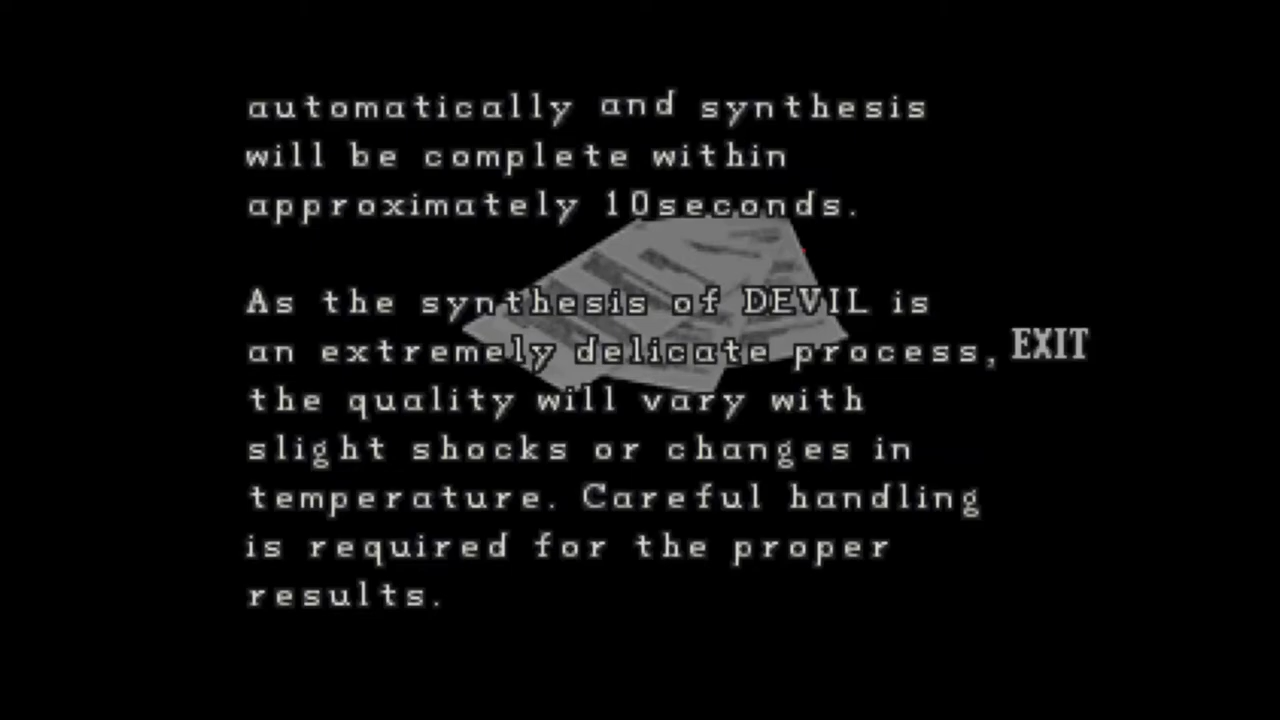 automatically and synthesis
will be complete within
approximately 10seconds.
As the synthesis of DEVIL is
an extremely delicate process,
EXIT
the quality will vary with
slight shocks or changes in
temperature. Careful handling
is required for the proper
results.